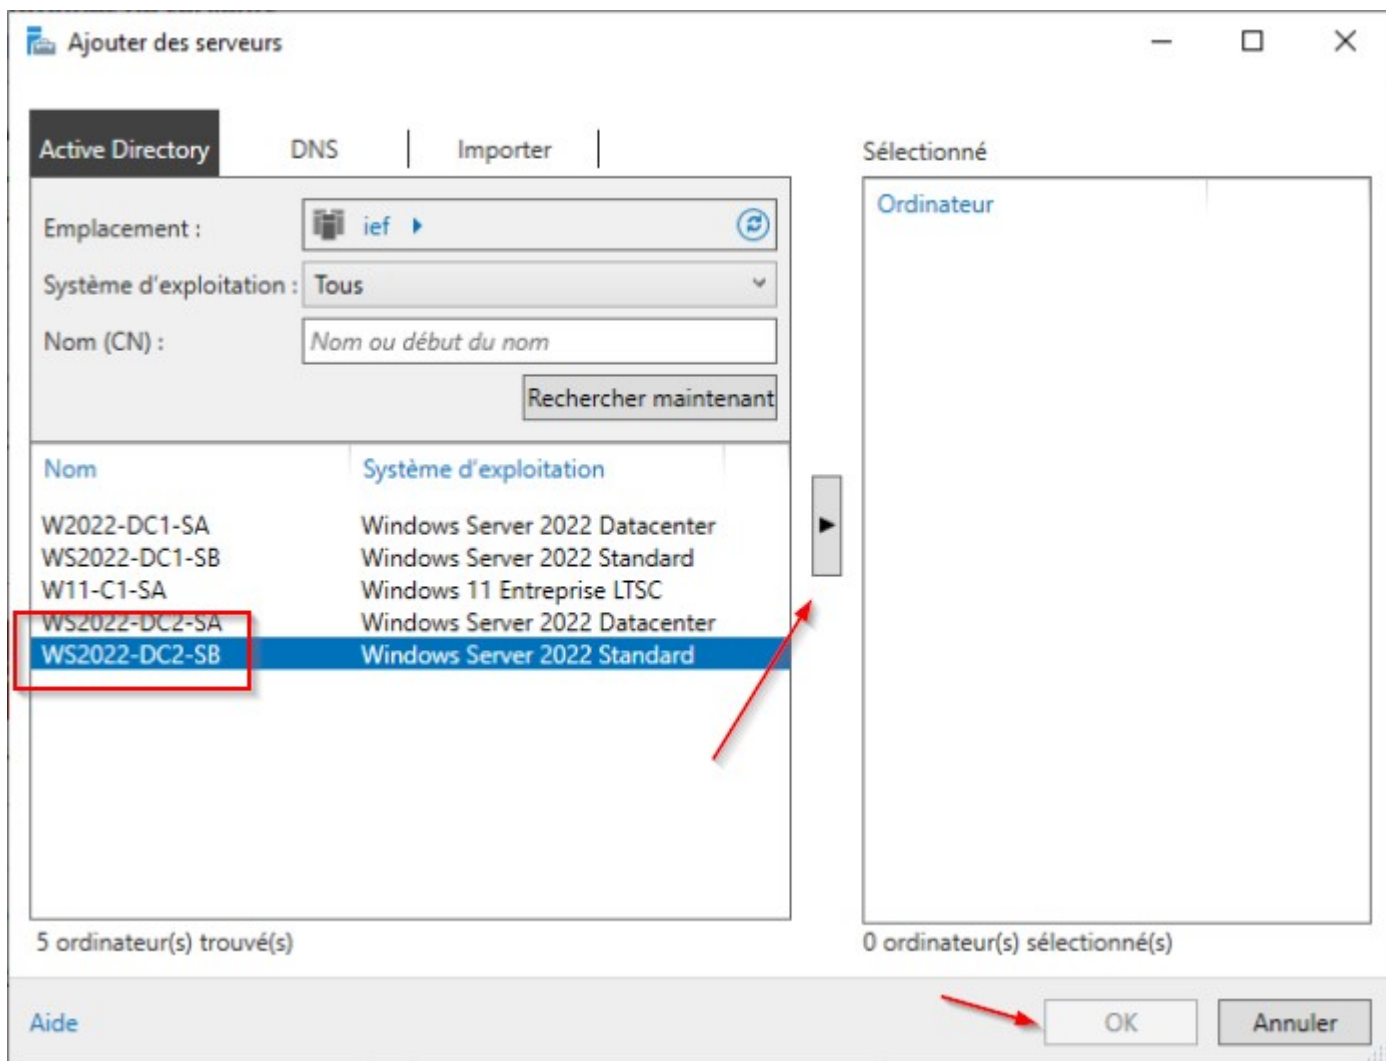 Ajouter des serveurs
Active Directory
DNS
Importer
Sélectionné
Emplacement :
ief
Ordinateur
Système d'exploitation :
Tous
Nom (CN) :
Nom ou début du nom
Rechercher maintenant
Nom
Système d'exploitation
W2022-DC1-SA
Windows Server 2022 Datacenter
WS2022-DC1-SB
Windows Server 2022 Standard
W11-C1-SA
Windows 11 Entreprise LTSC
WS2022-DC2-SA
Windows Server 2022 Datacenter
WS2022-DC2-SB
Windows Server 2022 Standard
5 ordinateur(s) trouvé(s)
0 ordinateur(s) sélectionné(s)
Aide
OK
Annuler